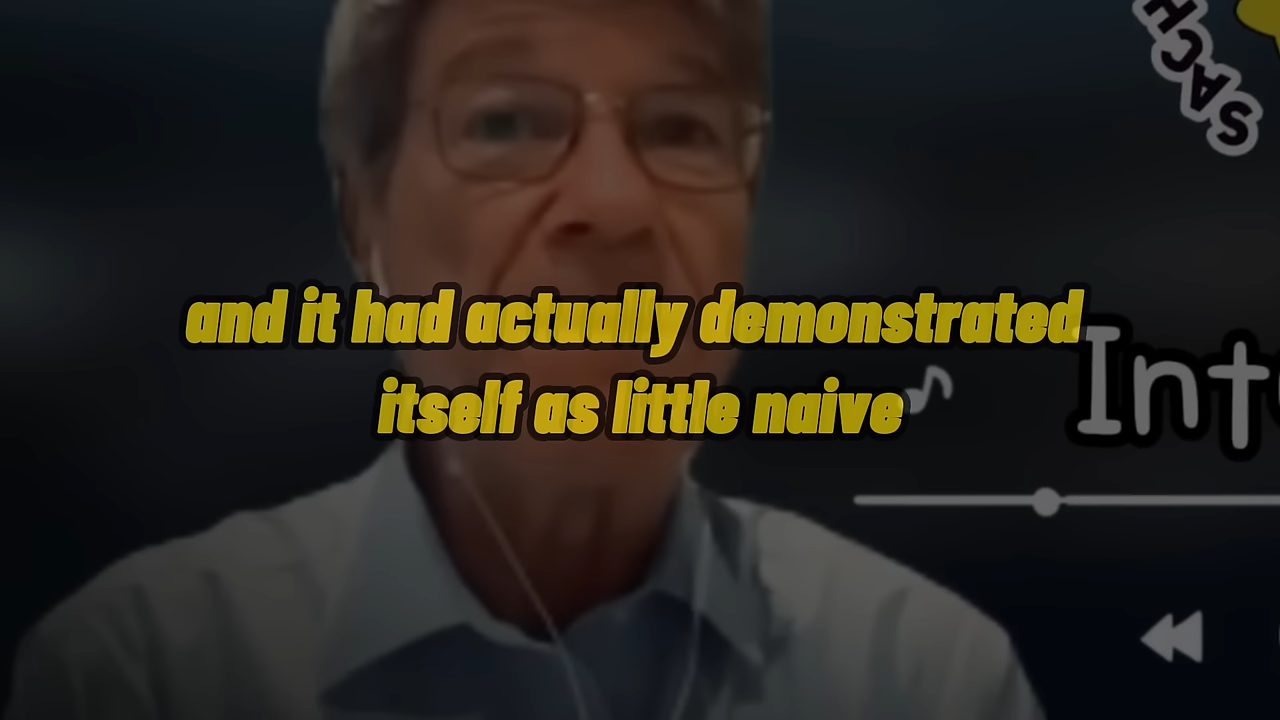 SACH
and it had actually demonstrated
itself as little naive
Int